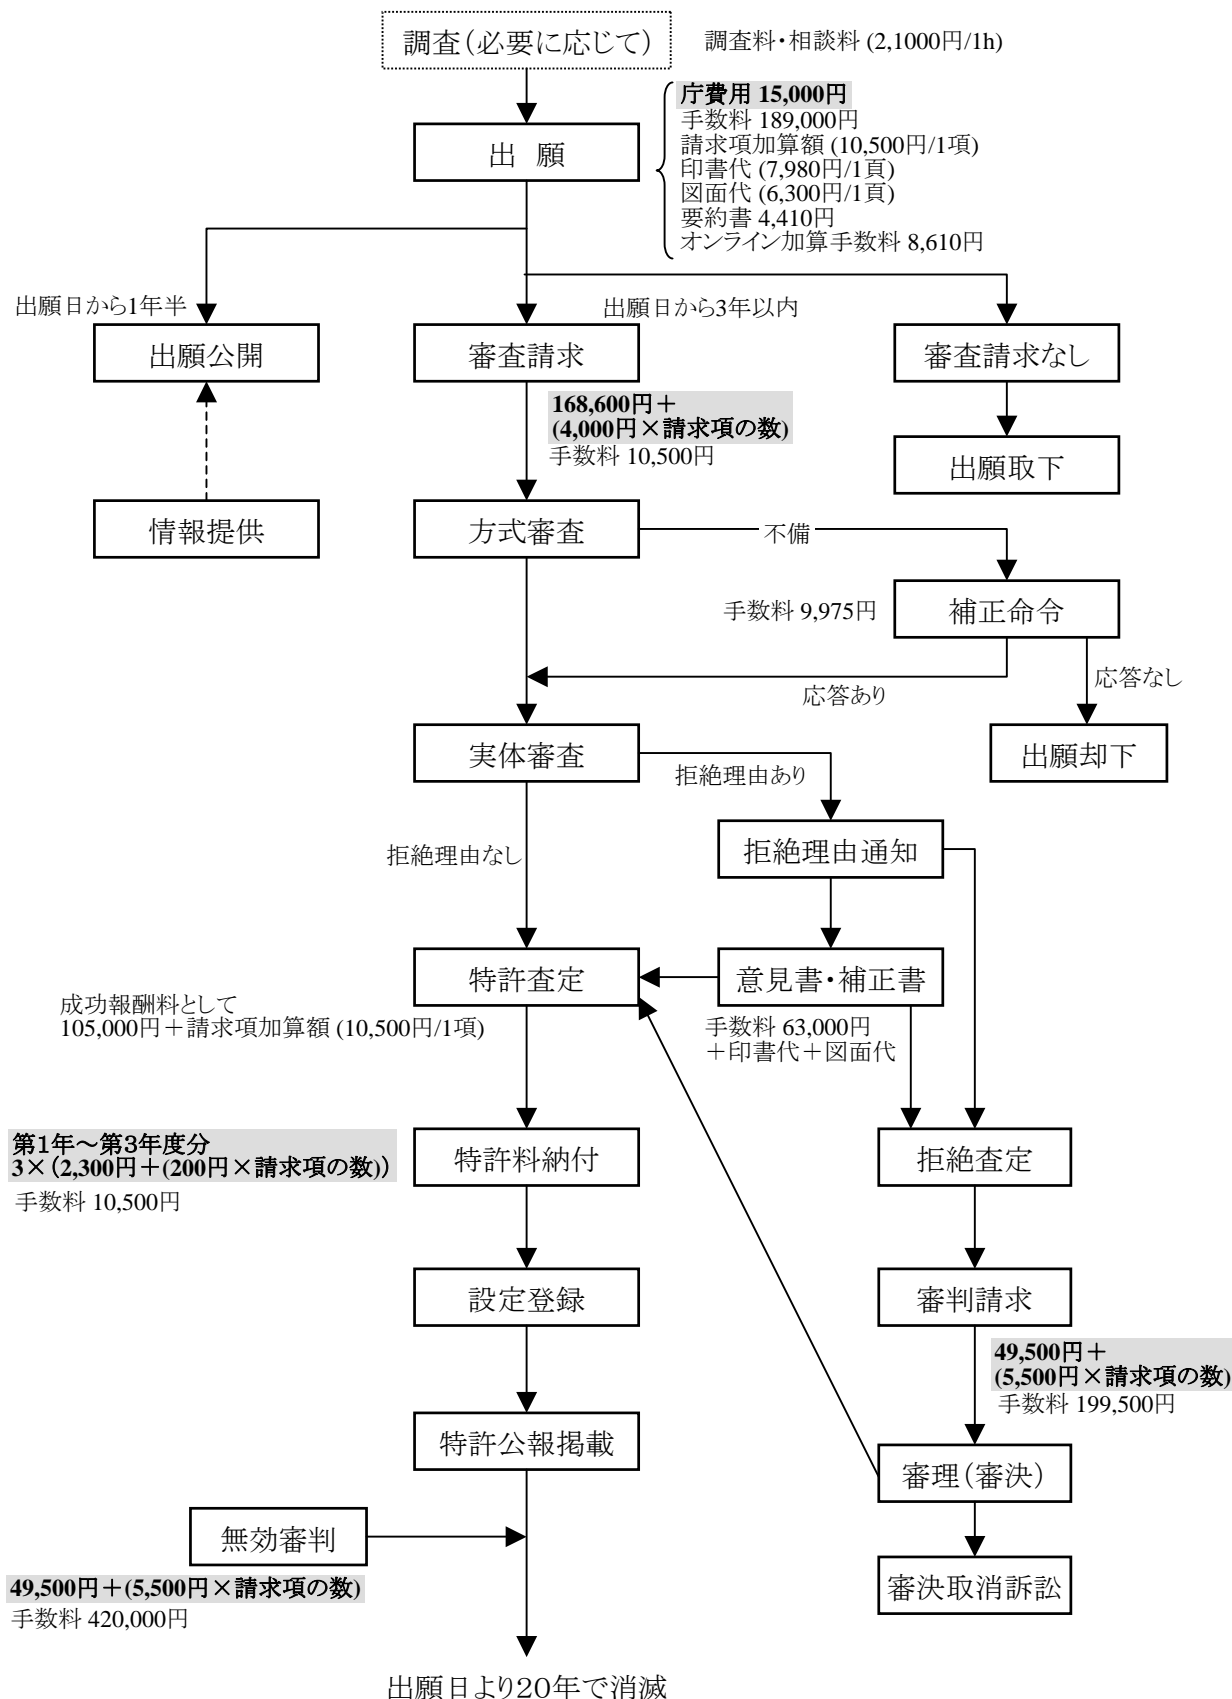 調査(必要に応じて)
調査料・相談料 (2,1000円/1h)
庁費用 15,000円
手数料 189,000円
請求項加算額 (10,500円/1項)
印書代 (7,980円/1頁)
図面代 (6,300円/1頁)
要約書 4,410円
オンライン加算手数料 8,610円
出 願
出願日から1年半
出願日から3年以内
出願公開
審査請求
審査請求なし
168,600円＋
(4,000円×請求項の数)
手数料 10,500円
出願取下
情報提供
方式審査
不備
手数料 9,975円
補正命令
応答あり
応答なし
実体審査
拒絶理由あり
出願却下
拒絶理由なし
拒絶理由通知
特許査定
意見書・補正書
成功報酬料として
105,000円＋請求項加算額 (10,500円/1項)
手数料 63,000円
＋印書代＋図面代
第1年～第3年度分
3×(2,300円＋(200円×請求項の数))
手数料 10,500円
特許料納付
拒絶査定
設定登録
審判請求
49,500円＋
(5,500円×請求項の数)
手数料 199,500円
特許公報掲載
審理(審決)
無効審判
49,500円＋(5,500円×請求項の数)
手数料 420,000円
審決取消訴訟
出願日より20年で消滅